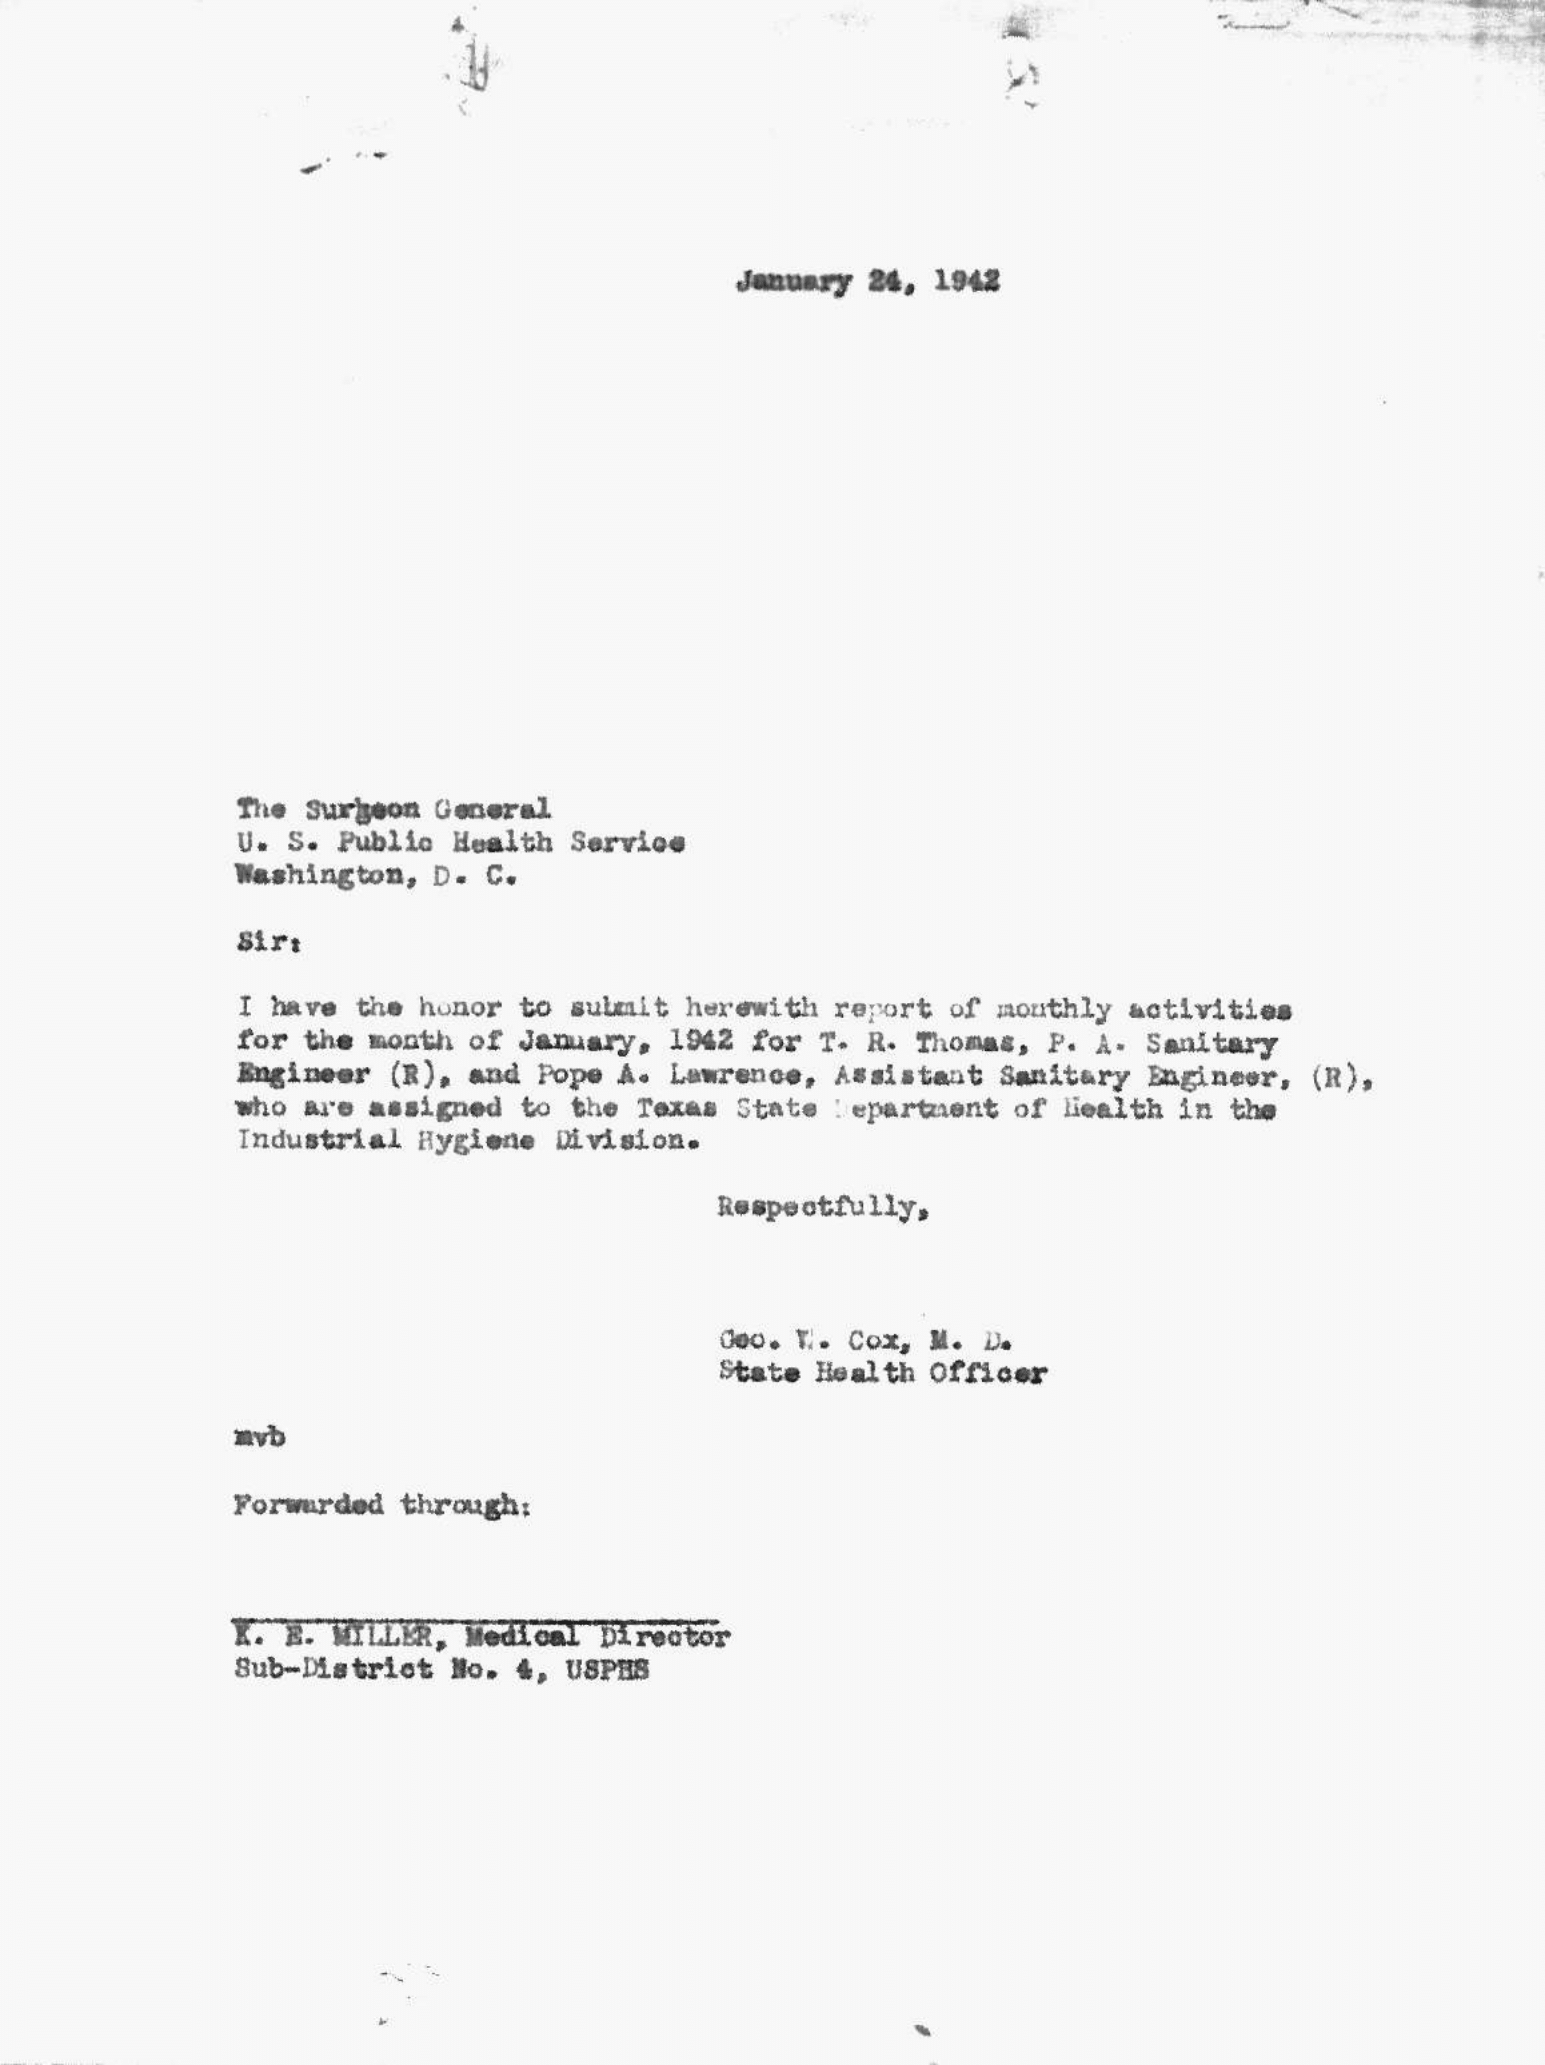 January 24, 1942
The Surgeon General
U. S. Public Health Service
Washington, D. C.
Sir:
I have the honor to submit herewith report of monthly activities
for the month of January, 1942 for T. R. Thomas, P. A. Sanitary
Engineer (R), and Pope A. Lawrence, Assistant Sanitary Engineer, (R),
who are assigned to the Texas State Department of Health in the
Industrial Hygiene Division.
Respectfully,
Geo. W. Cox, M. D.
State Health Officer
mvb
Forwarded through:
K. E. MILLER, Medical Director
Sub-District No. 4, USPHS